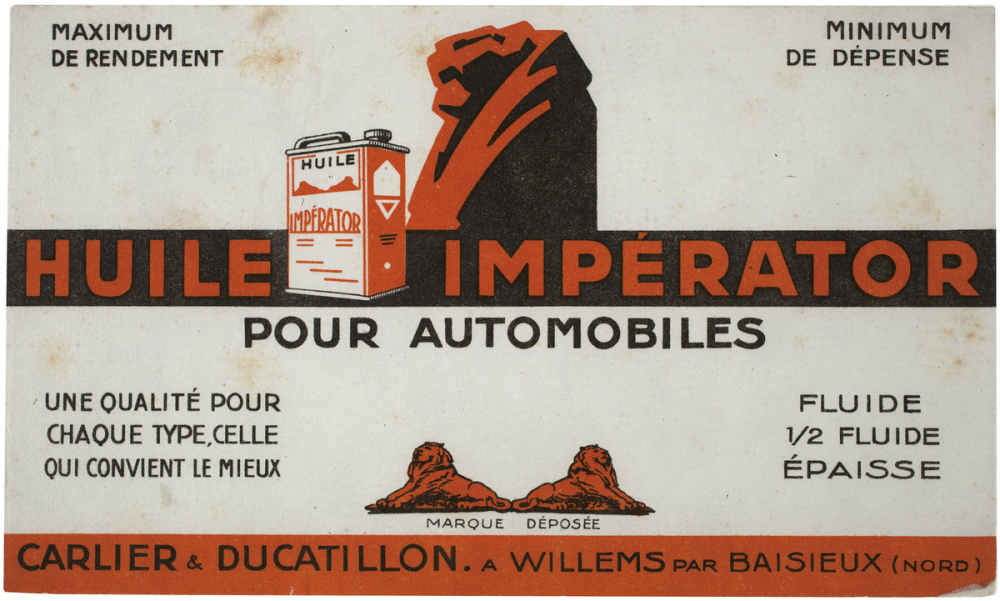 MAXIMUM
DE RENDEMENT
MINIMUM
DE DÉPENSE
HUILE
IMPÉRATOR
HUILE IMPÉRATOR
POUR AUTOMOBILES
UNE QUALITÉ POUR
CHAQUE TYPE, CELLE
QUI CONVIENT LE MIEUX
FLUIDE
1/2 FLUIDE
ÉPAISSE
MARQUE DÉPOSÉE
CARLIER & DUCATILLON. A WILLEMS PAR BAISIEUX (NORD)